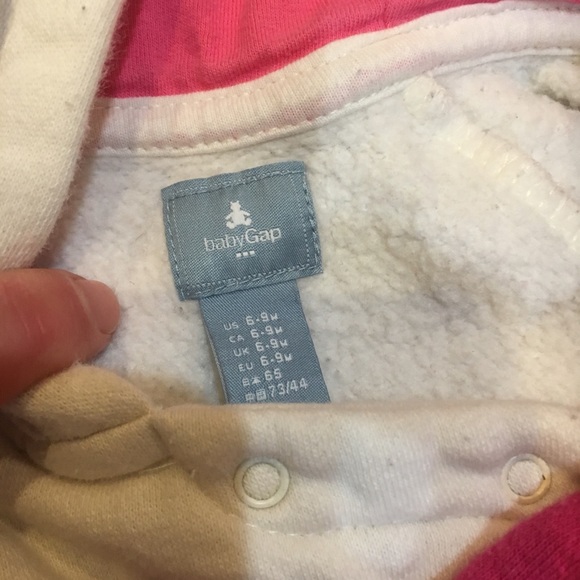 babyGap
US 6-9M
CA 6-9M
UK 6-9M
EU 6-9M
日本 65
中国 73/44